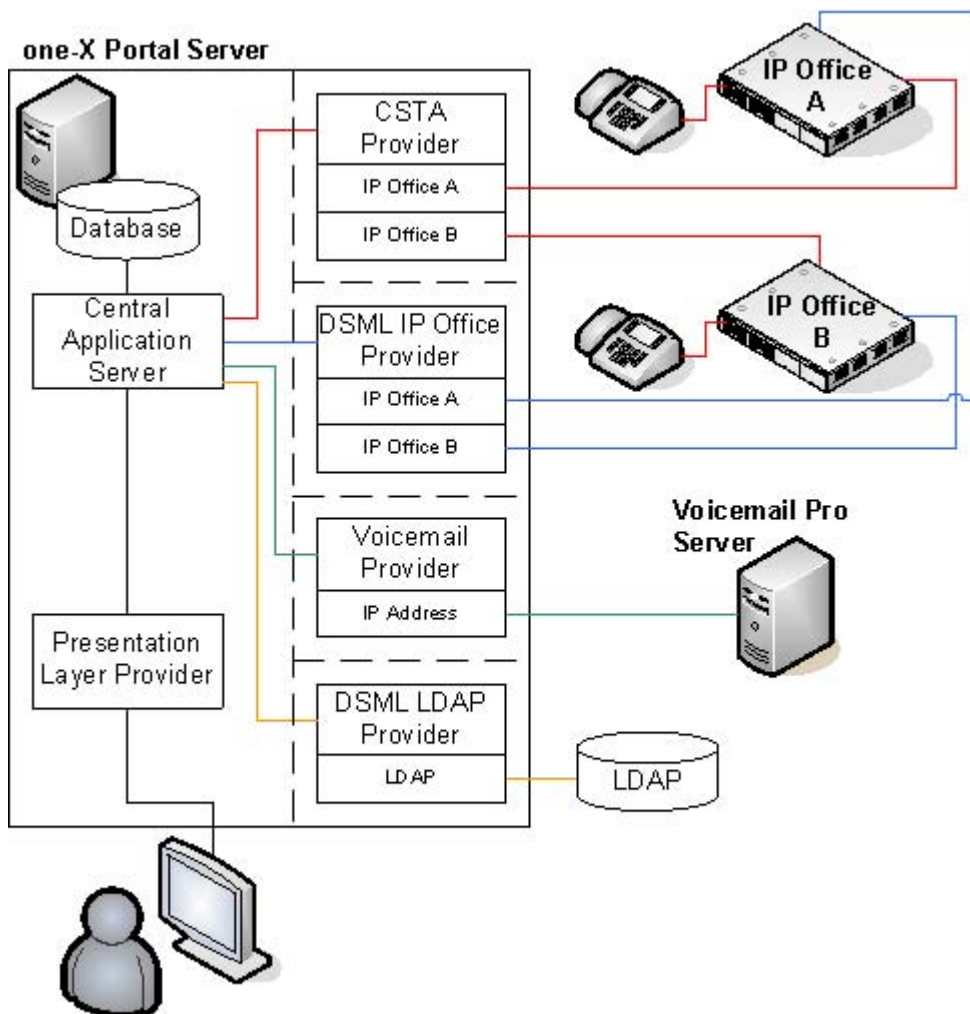 one-X Portal Server
IP Office
A
CSTA
Provider
IP Office A
IP Office B
Database
Central
Application
Server
IP Office
B
DSML IP Office
Provider
IP Office A
IP Office B
Voicemail
Provider
IP Address
Voicemail Pro
Server
Presentation
Layer Provider
DSML LDAP
Provider
LDAP
LDAP